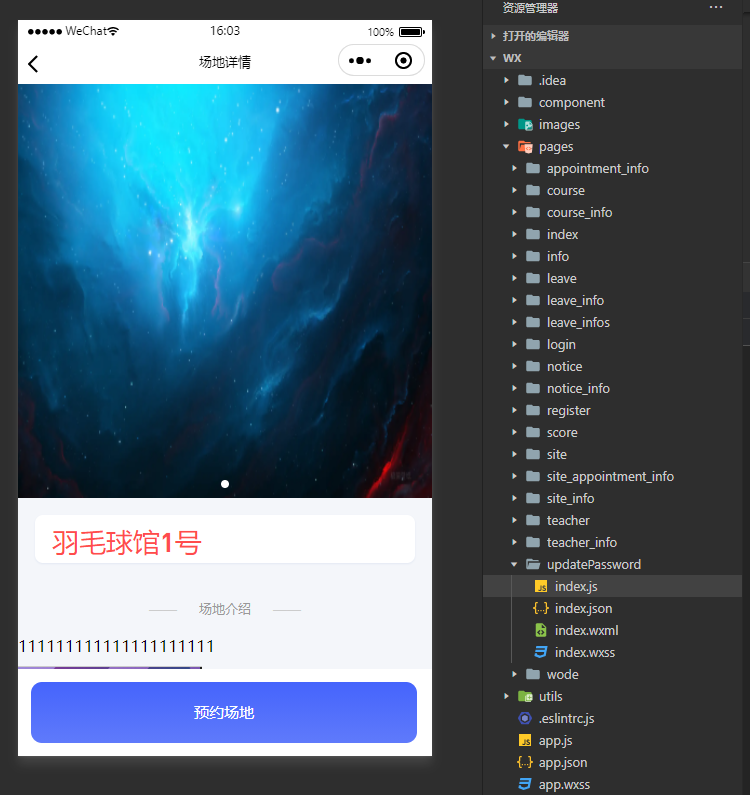 WeChat
16:03
100%
场地详情
羽毛球馆1号
场地介绍
111111111111111111111
预约场地
资源管理器
打开的编辑器
WX
.idea
component
images
pages
appointment_info
course
course_info
index
info
leave
leave_info
leave_infos
login
notice
notice_info
register
score
site
site_appointment_info
site_info
teacher
teacher_info
updatePassword
JS index.js
index.json
index.wxml
index.wxss
wode
utils
.eslintrc.js
JS app.js
app.json
app.wxss